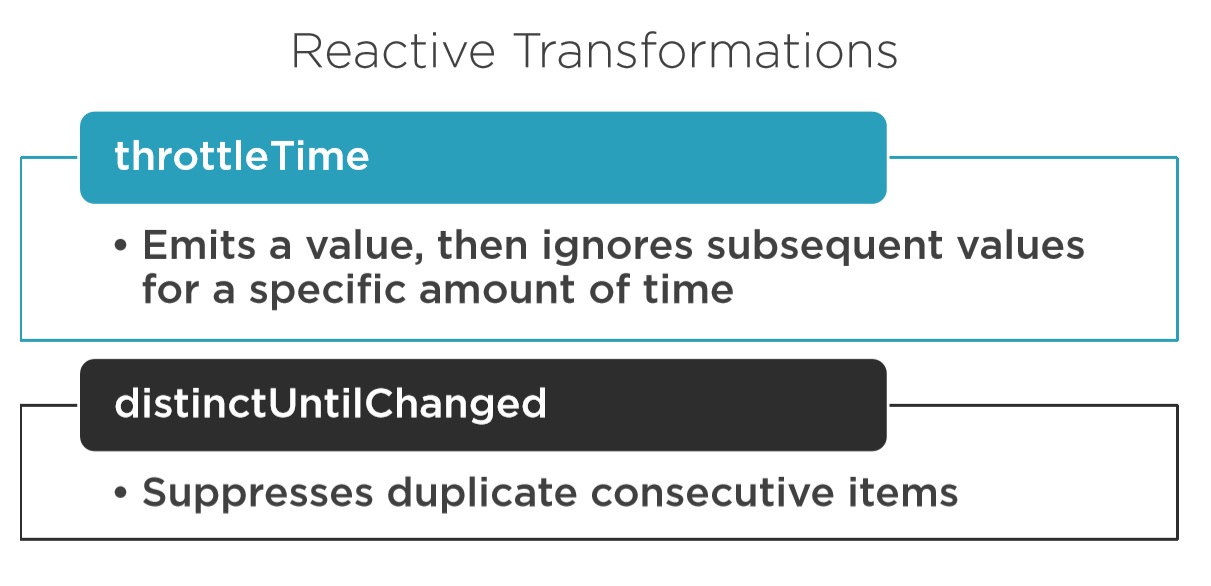 Reactive Transformations
throttleTime
• Emits a value, then ignores subsequent values
for a specific amount of time
distinctUntilChanged
• Suppresses duplicate consecutive items